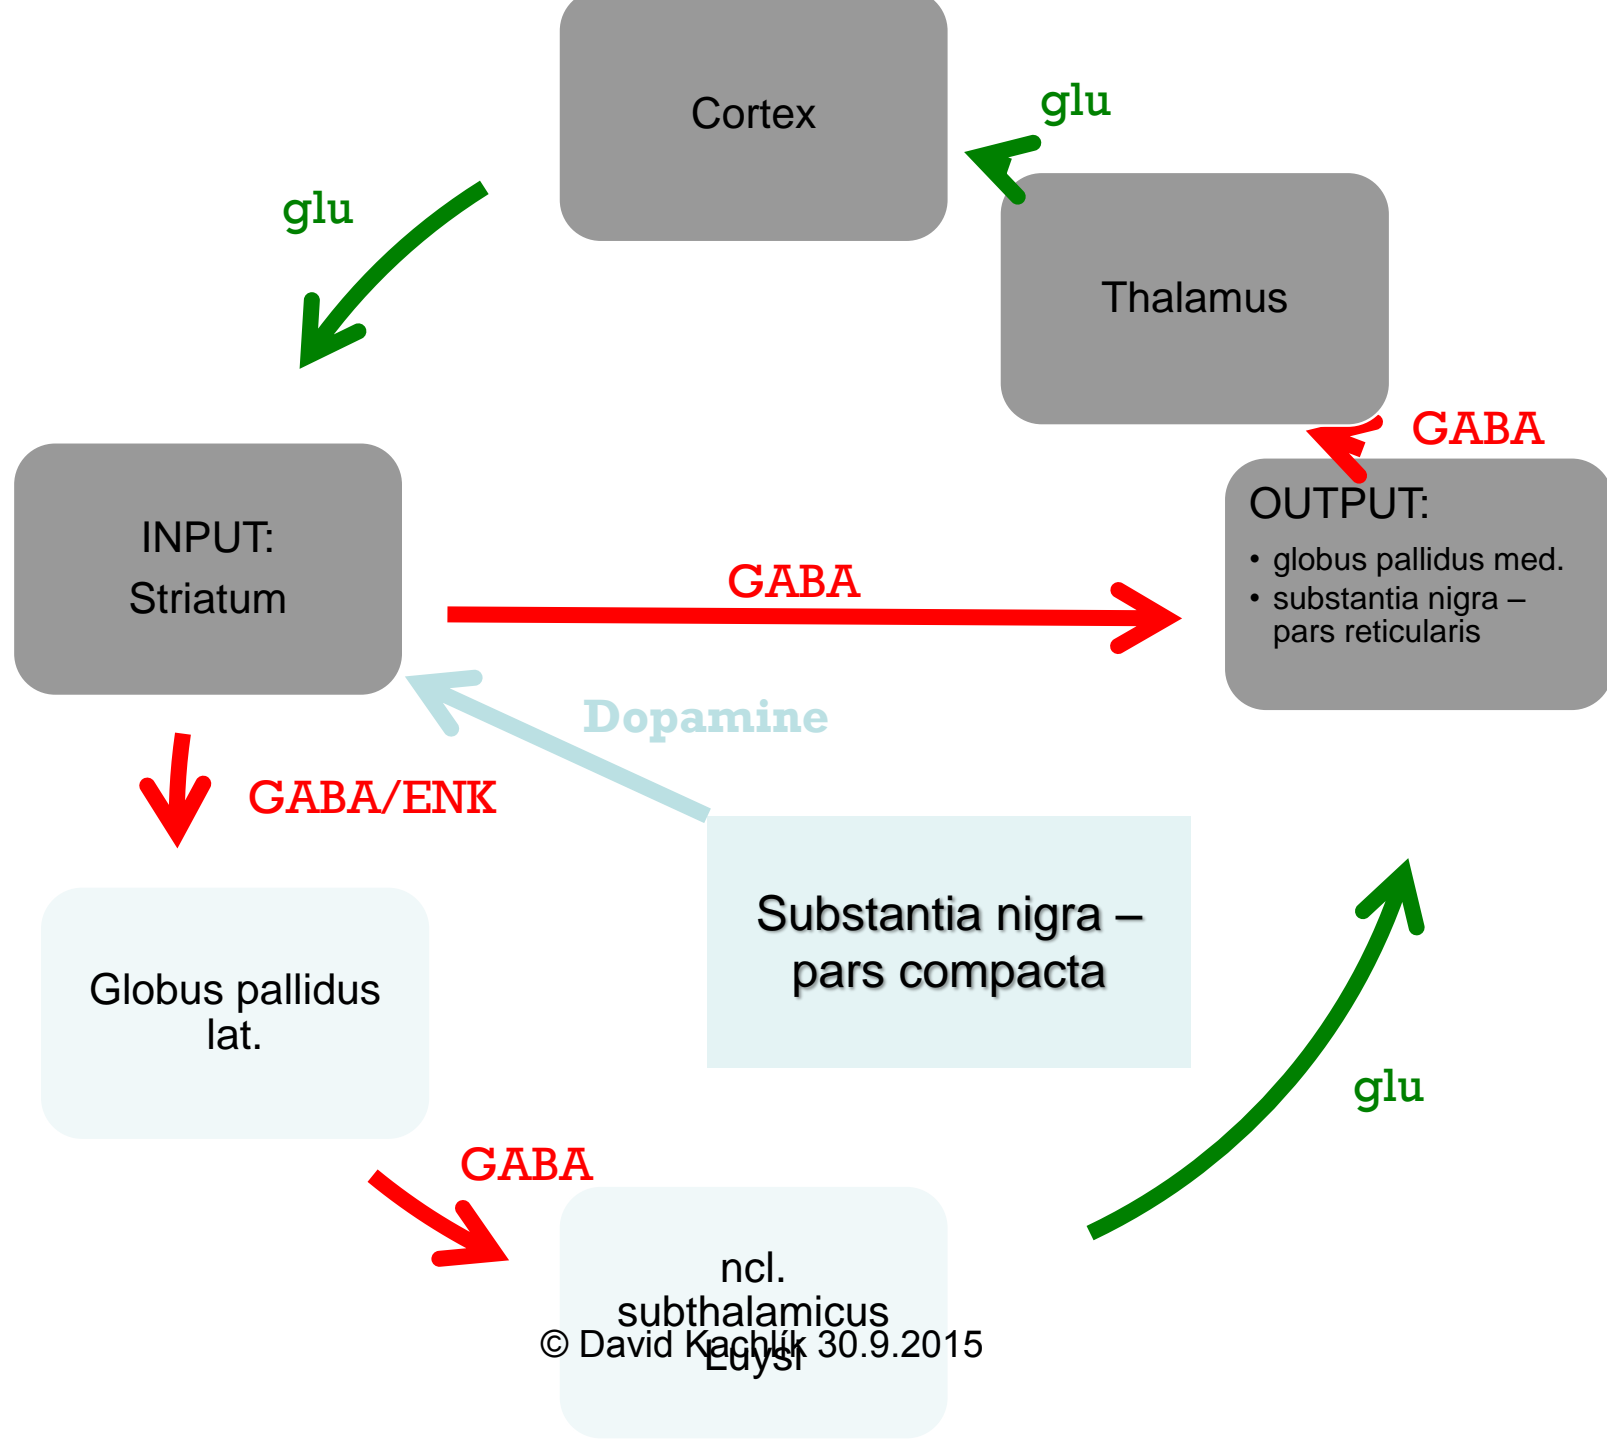 Cortex
glu
glu
Thalamus
GABA
INPUT:
Striatum
GABA
OUTPUT:
• globus pallidus med.
• substantia nigra –
pars reticularis
Dopamine
GABA/ENK
Substantia nigra –
pars compacta
Globus pallidus
lat.
glu
GABA
ncl.
subthalamicus
Luysi
© David Kachlík 30.9.2015